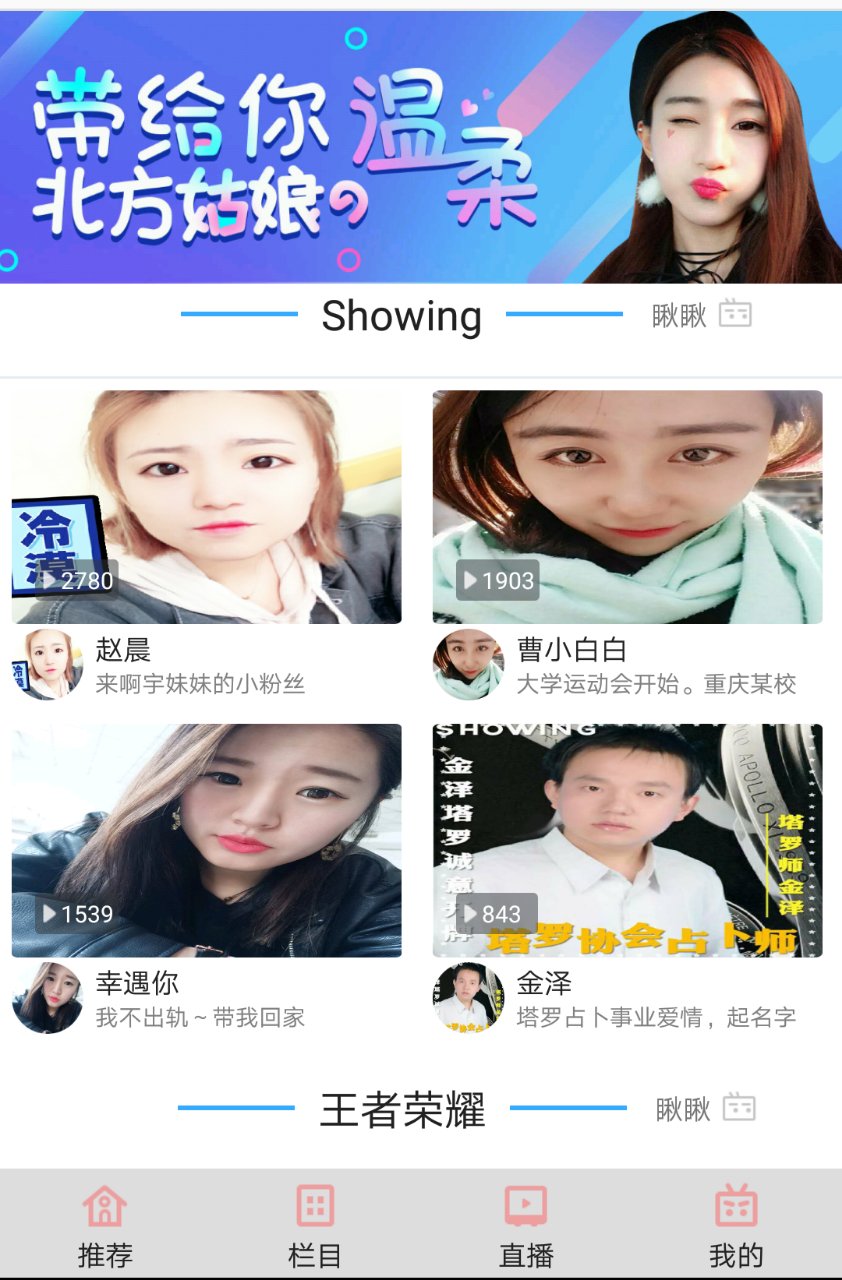 带给你温柔
北方姑娘の
Showing
瞅瞅
冷漠
2780
1903
赵晨
来啊宇妹妹的小粉丝
曹小白白
大学运动会开始。重庆某校
SHOWING
金泽塔罗诚意开牌
APOLLO
塔罗师金泽
塔罗协会占卜师
1539
843
幸遇你
我不出轨~带我回家
金泽
塔罗占卜事业爱情，起名字
王者荣耀
瞅瞅
推荐
栏目
直播
我的